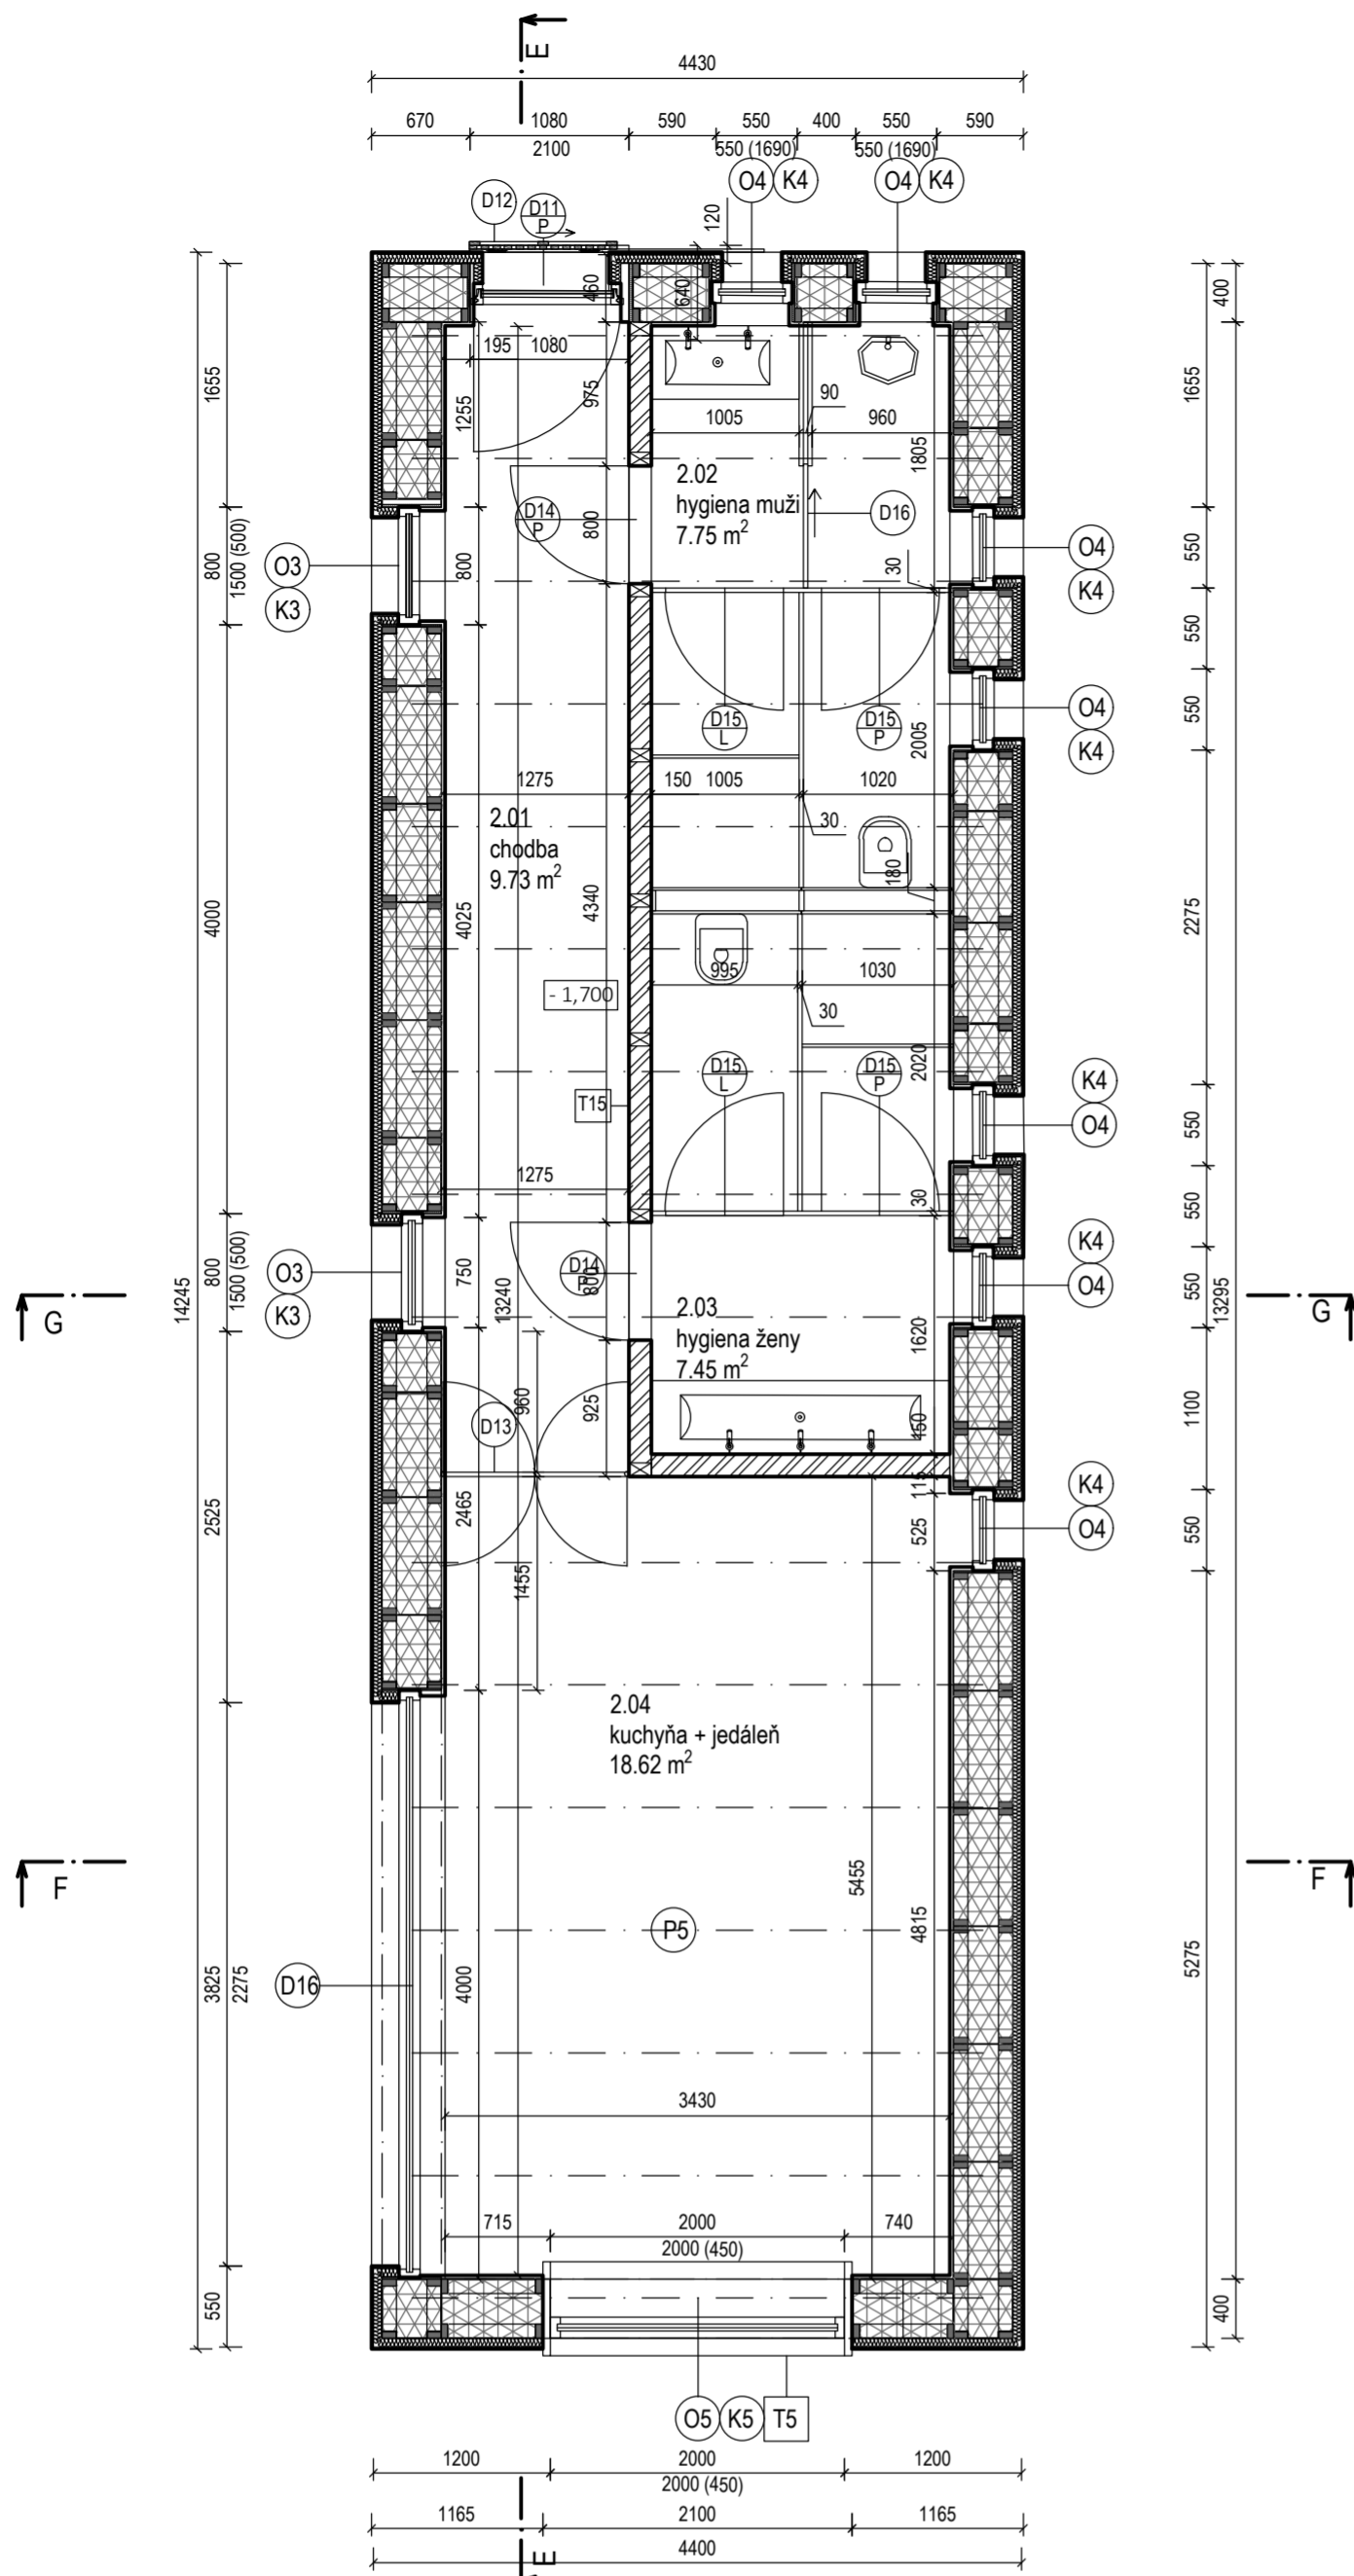 E
4430
670 1080 590 550 400 550 590
2100 550 (1690) 550 (1690)
O4 K4 O4 K4
D12 D11 P
120
460 640
400
195 1080
1655 1255 975 90 1655
1005 960
1805
2.02
hygiena muži
7.75 m²
D14 P
D16
800 1500 (500) 800 800
O3
K3
30
O4
K4
550
550
O4
K4
550
D15 L D15 P
2005
1275 150 1005 1020
30
2.01
chodba
9.73 m²
180
4000 4025 4340 2275
995 1030
- 1,700
30
2020
D15 L D15 P
T15
K4
O4
550
1275
30
550
O3
K3
800 1500 (500) 750 800
D14 P
K4
O4
550
14245 13240 13295
G G
2.03
hygiena ženy
7.45 m²
1620
960 925
D13
150
1100
2525 2465 1455
115
525
K4
O4
550
2.04
kuchyňa + jedáleň
18.62 m²
F F
P5
5455 4815
D16
3825 2275 4000 5275
3430
715 2000 740
2000 (450)
550 400
O5 K5 T5
1200 2000 1200
2000 (450)
1165 2100 1165
E
4400